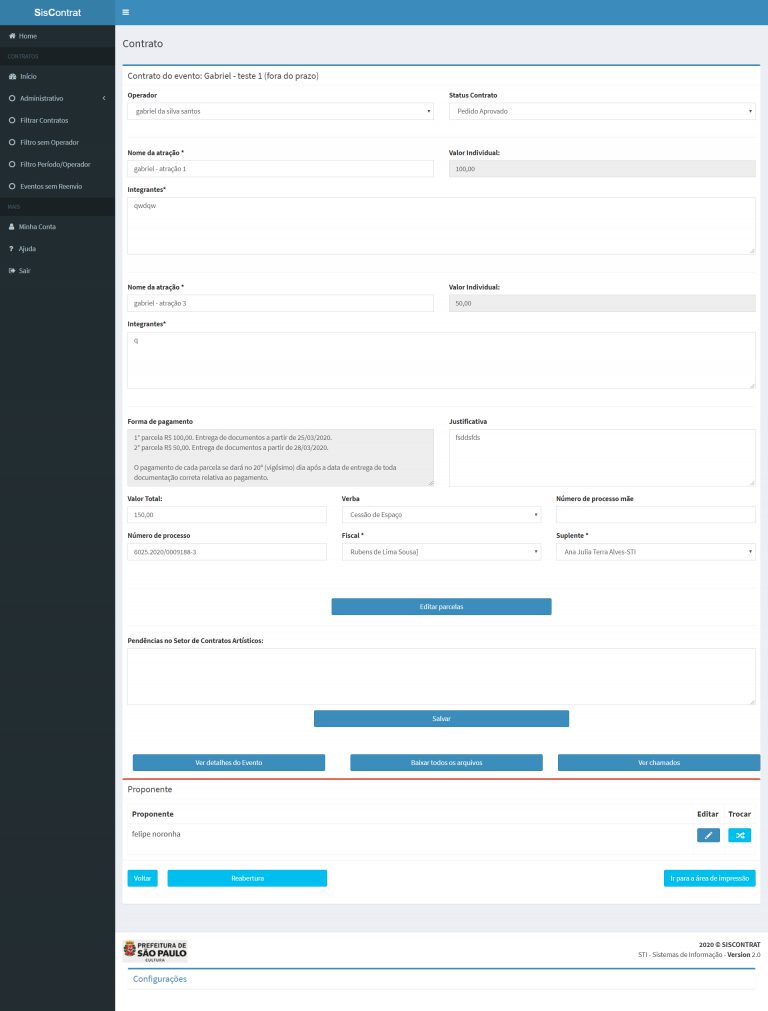 SisContrat
Home
CONTRATOS
Início
Administrativo
Filtrar Contratos
Filtro sem Operador
Filtro Período/Operador
Eventos sem Reenvio
MAIS
Minha Conta
Ajuda
Sair
Contrato
Contrato do evento: Gabriel - teste 1 (fora do prazo)
Operador
Status Contrato
gabriel da silva santos
Pedido Aprovado
Nome da atração *
Valor Individual:
gabriel - atração 1
100,00
Integrantes*
qwdqw
Nome da atração *
Valor Individual:
gabriel - atração 3
50,00
Integrantes*
q
Forma de pagamento
Justificativa
1º parcela R$ 100,00. Entrega de documentos a partir de 25/03/2020.
2º parcela R$ 50,00. Entrega de documentos a partir de 28/03/2020.
O pagamento de cada parcela se dará no 20º (vigésimo) dia após a data de entrega de toda
documentação correta relativa ao pagamento.
fsddsfds
Valor Total:
Verba
Número de processo mãe
150,00
Cessão de Espaço
Número de processo
Fiscal *
Suplente *
6025.2020/0009188-3
Rubens de Lima Sousa]
Ana Julia Terra Alves-STI
Editar parcelas
Pendências no Setor de Contratos Artísticos:
Salvar
Ver detalhes do Evento
Baixar todos os arquivos
Ver chamados
Proponente
Proponente
Editar
Trocar
felipe noronha
Voltar
Reabertura
Ir para a área de impressão
PREFEITURA DE
SÃO PAULO
CULTURA
2020 © SISCONTRAT
STI - Sistemas de Informação - Version 2.0
Configurações